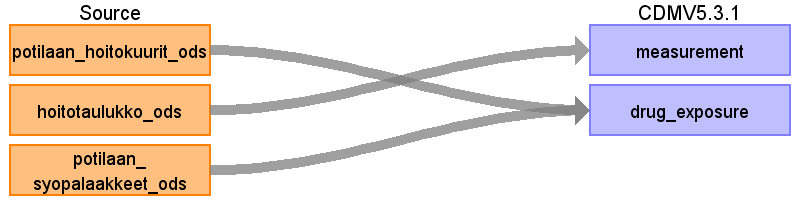 Source
CDMV5.3.1
potilaan_hoitokuurit_ods
measurement
hoitotaulukko_ods
drug_exposure
potilaan_
syopalaakkeet_ods